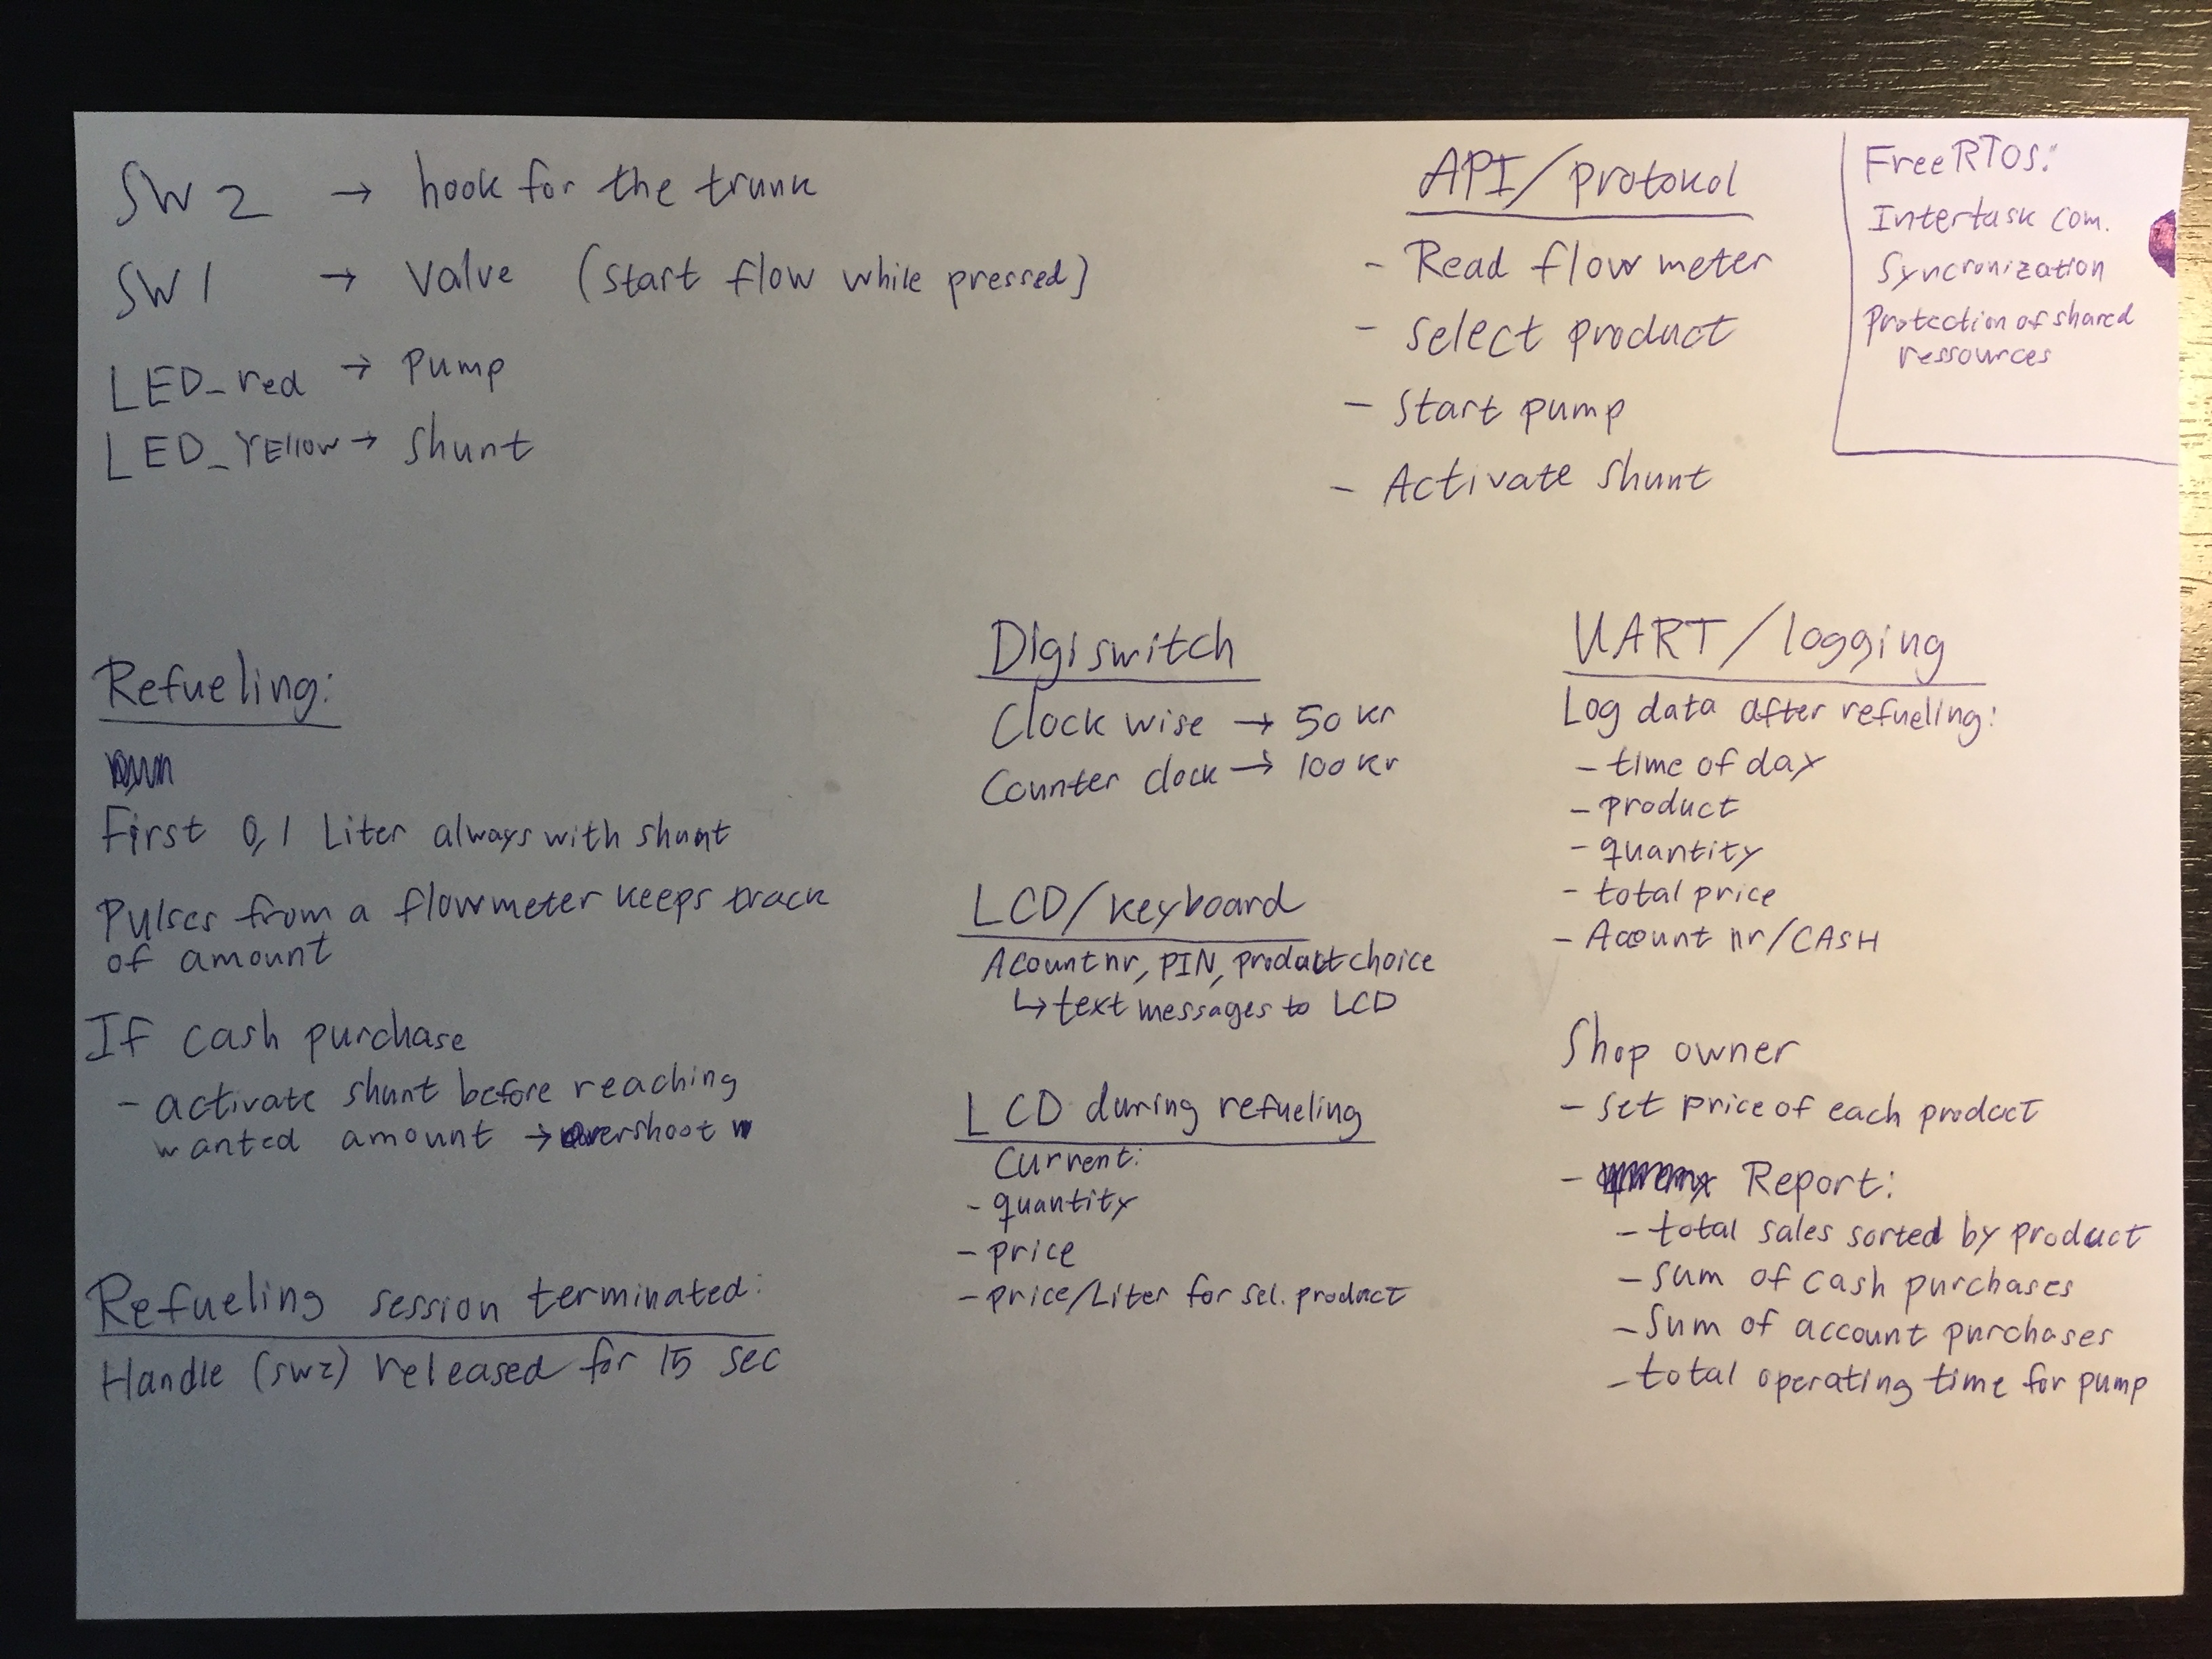 SW2 → hook for the trunk
SW1 → Valve (start flow while pressed)
LED_red → Pump
LED_YEllow → Shunt
API/protokol
- Read flow meter
- Select product
- Start pump
- Activate shunt
FreeRTOS:
Intertask com.
Syncronization
Protection of shared
ressources
Refueling:
First 0,1 Liter always with shunt
Pulses from a flowmeter keeps track
of amount
If cash purchase
- activate shunt before reaching
wanted amount → overshoot
Refueling session terminated:
Handle (sw2) released for 15 sec
Digi switch
Clock wise → 50 kr
Counter clock → 100 kr
LCD/keyboard
Acountnr, PIN, product choice
↳ text messages to LCD
LCD during refueling
Current:
- quantity
- price
- price/Liter for sel. product
UART/logging
Log data after refueling:
- time of day
- product
- quantity
- total price
- Acount nr/CASH
Shop owner
- set price of each product
- Report:
- total sales sorted by product
- sum of cash purchases
- Sum of account purchases
- total operating time for pump